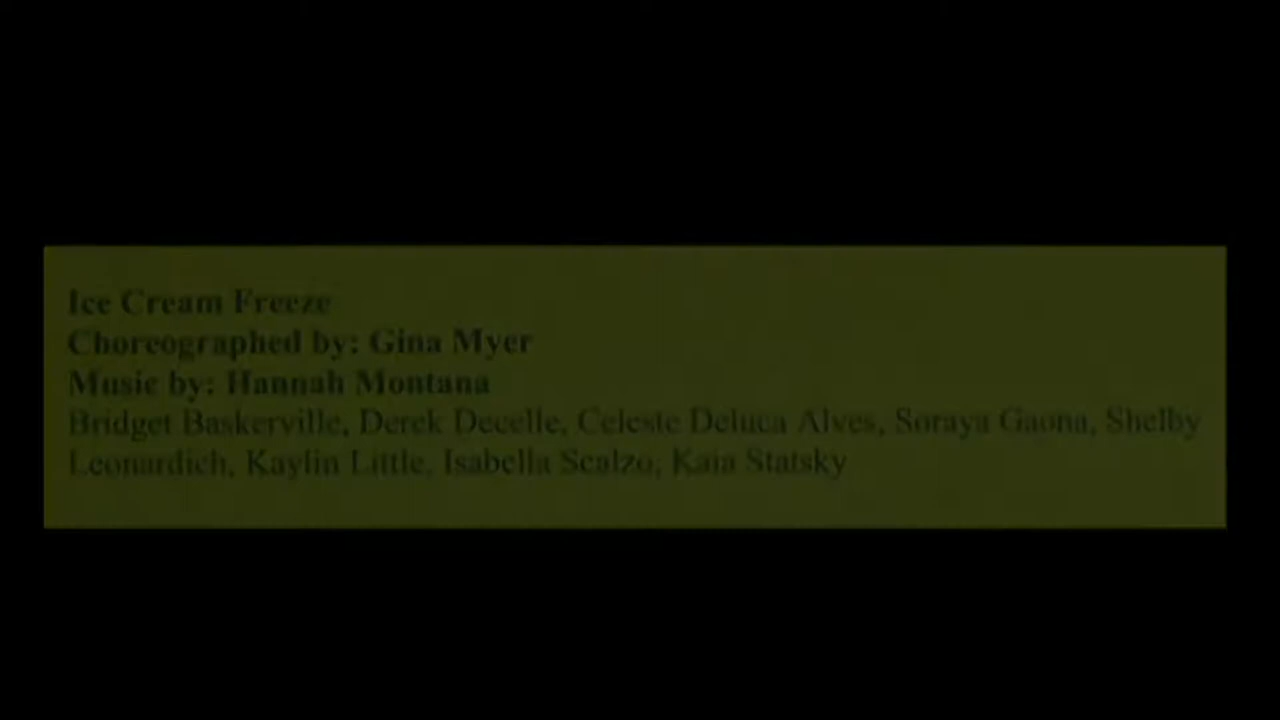 Ice Cream Freeze
Choreographed by: Gina Myer
Music by: Hannah Montana
Bridget Baskerville, Derek Decelle, Celeste Deluca Alves, Soraya Gaona, Shelby
Leonardich, Kaylin Little, Isabella Scalzo, Kaia Statsky